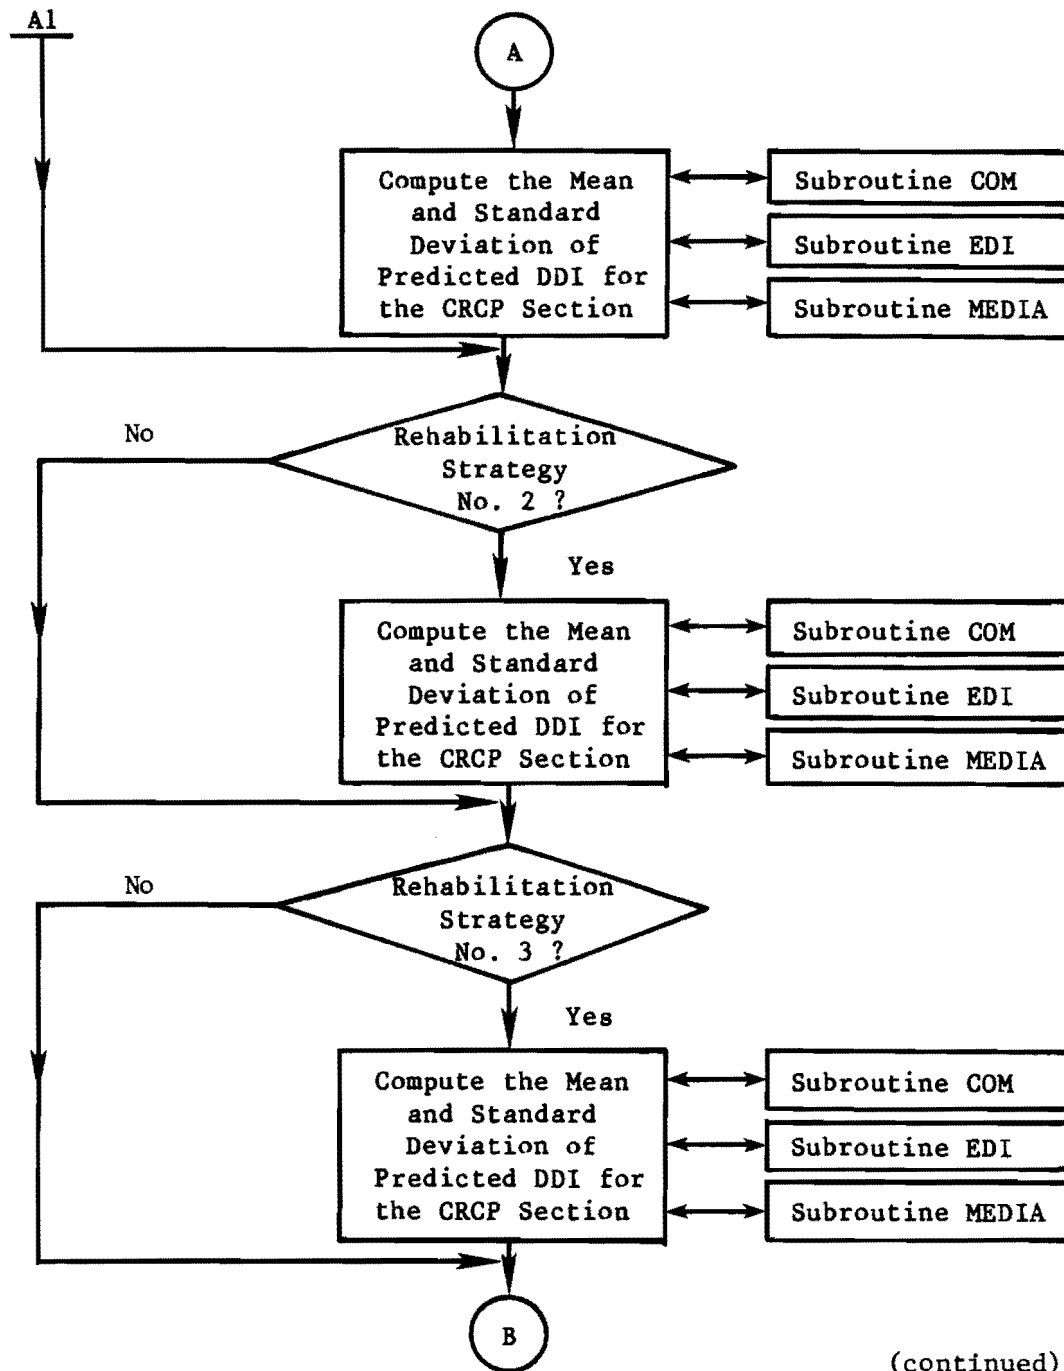 A1
A
Compute the Mean
and Standard
Deviation of
Predicted DDI for
the CRCP Section
Subroutine COM
Subroutine EDI
Subroutine MEDIA
No
Rehabilitation
Strategy
No. 2 ?
Yes
Compute the Mean
and Standard
Deviation of
Predicted DDI for
the CRCP Section
Subroutine COM
Subroutine EDI
Subroutine MEDIA
No
Rehabilitation
Strategy
No. 3 ?
Yes
Compute the Mean
and Standard
Deviation of
Predicted DDI for
the CRCP Section
Subroutine COM
Subroutine EDI
Subroutine MEDIA
B
(continued)